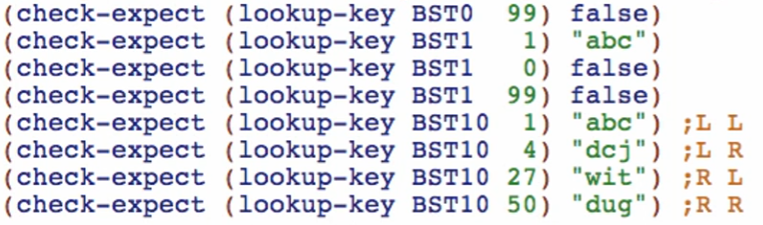 (check-expect (lookup-key BST0  99) false)
(check-expect (lookup-key BST1   1) "abc")
(check-expect (lookup-key BST1   0) false)
(check-expect (lookup-key BST1  99) false)
(check-expect (lookup-key BST10  1) "abc") ;L L
(check-expect (lookup-key BST10  4) "dcj") ;L R
(check-expect (lookup-key BST10 27) "wit") ;R L
(check-expect (lookup-key BST10 50) "dug") ;R R